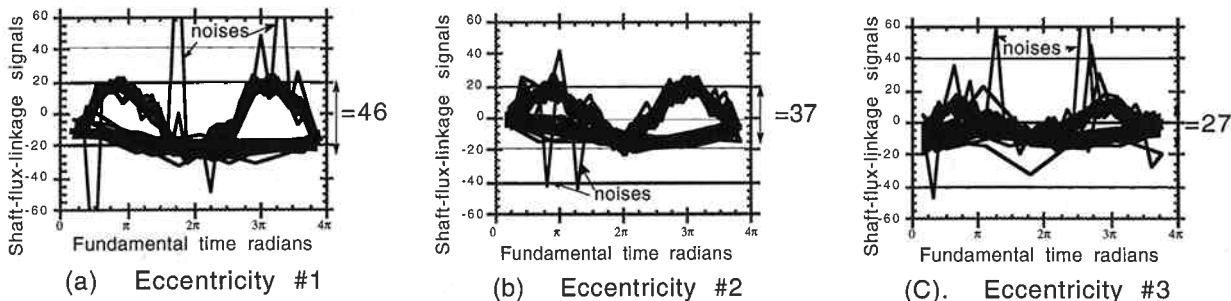 Shaft-flux-linkage signals
60
40
20
0
-20
-40
-60
noises
=46
0 π 2π 3π 4π
Fundamental time radians
(a) Eccentricity #1
Shaft-flux-linkage signals
60
40
20
0
-20
-40
-60
noises
=37
0 π 2π 3π 4π
Fundamental time radians
(b) Eccentricity #2
Shaft-flux-linkage signals
60
40
20
0
-20
-40
-60
noises
=27
0 π 2π 3π 4π
Fundamental time radians
(C). Eccentricity #3